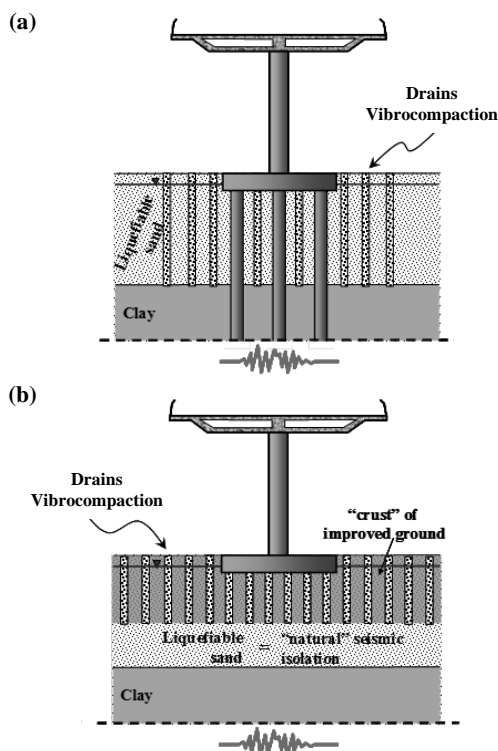 (a)
Drains
Vibrocompaction
Liquefiable
sand
Clay
(b)
Drains
Vibrocompaction
“crust” of
improved ground
Liquefiable = “natural” seismic
sand isolation
Clay